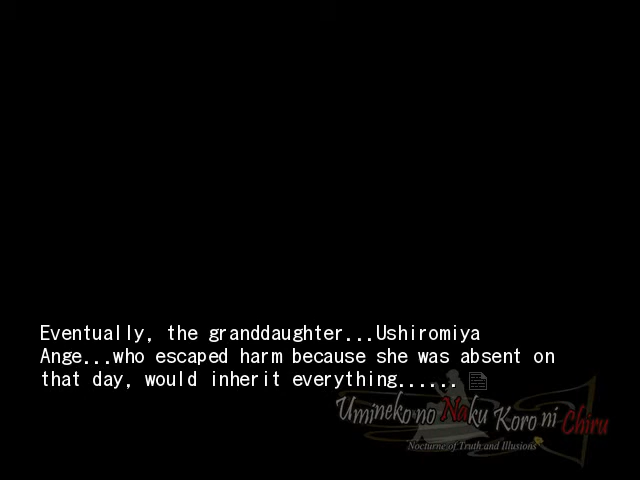 Eventually, the granddaughter...Ushiromiya
Ange...who escaped harm because she was absent on
that day, would inherit everything......
Umineko no Naku Koro ni Chiru
Nocturne of Truth and Illusions